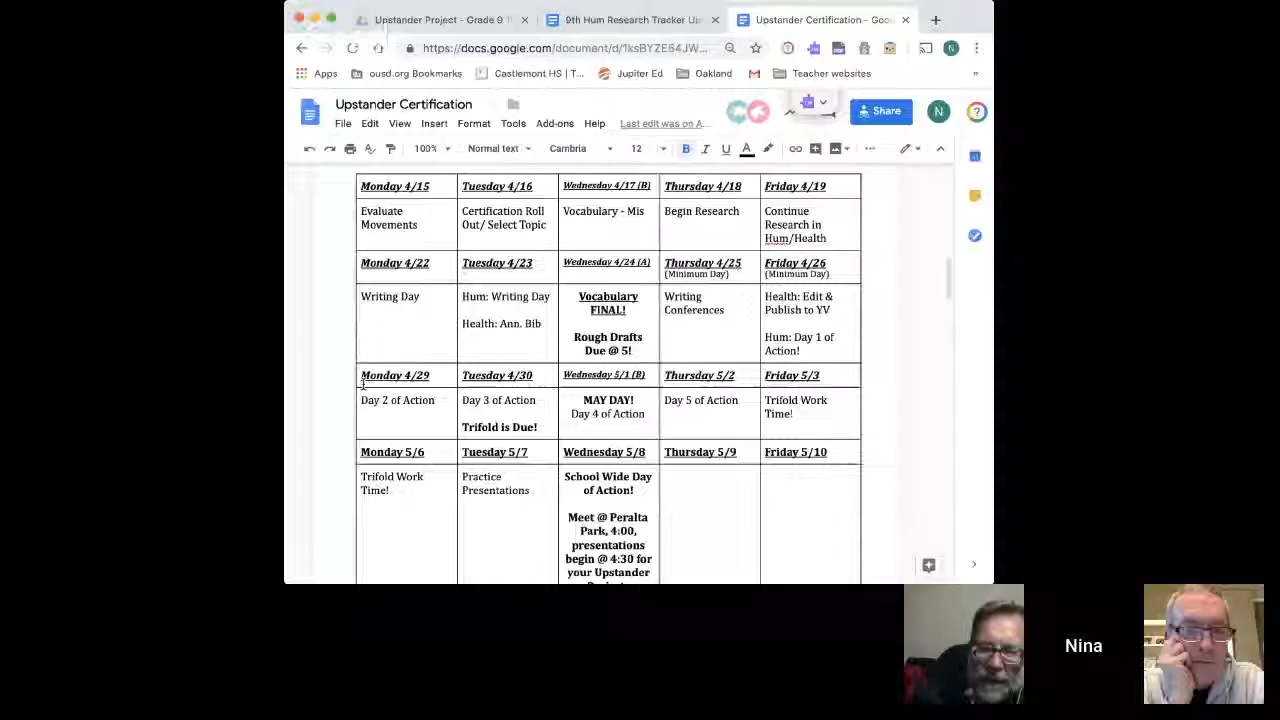 Upstander Project - Grade 9
9th Hum Research Tracker Up
Upstander Certification - Goo
https://docs.google.com/document/d/1ksBYZE64JW...
Apps
ousd.org Bookmarks
Castlemont HS | T...
Jupiter Ed
Oakland
Teacher websites
»
Upstander Certification
Share
N
File Edit View Insert Format Tools Add-ons Help Last edit was on A...
100% Normal text Cambria 12 B I U A
Monday 4/15 Tuesday 4/16 Wednesday 4/17 (B) Thursday 4/18 Friday 4/19
Evaluate Certification Roll Vocabulary - Mis Begin Research Continue
Movements Out/ Select Topic Research in
Hum/Health
Monday 4/22 Tuesday 4/23 Wednesday 4/24 (A) Thursday 4/25 Friday 4/26
(Minimum Day) (Minimum Day)
Writing Day Hum: Writing Day Vocabulary Writing Health: Edit &
FINAL! Conferences Publish to YV
Health: Ann. Bib
Rough Drafts Hum: Day 1 of
Due @ 5! Action!
Monday 4/29 Tuesday 4/30 Wednesday 5/1 (B) Thursday 5/2 Friday 5/3
Day 2 of Action Day 3 of Action MAY DAY! Day 5 of Action Trifold Work
Day 4 of Action Time!
Trifold is Due!
Monday 5/6 Tuesday 5/7 Wednesday 5/8 Thursday 5/9 Friday 5/10
Trifold Work Practice School Wide Day
Time! Presentations of Action!
Meet @ Peralta
Park, 4:00,
presentations
begin @ 4:30 for
your Upstander
Nina